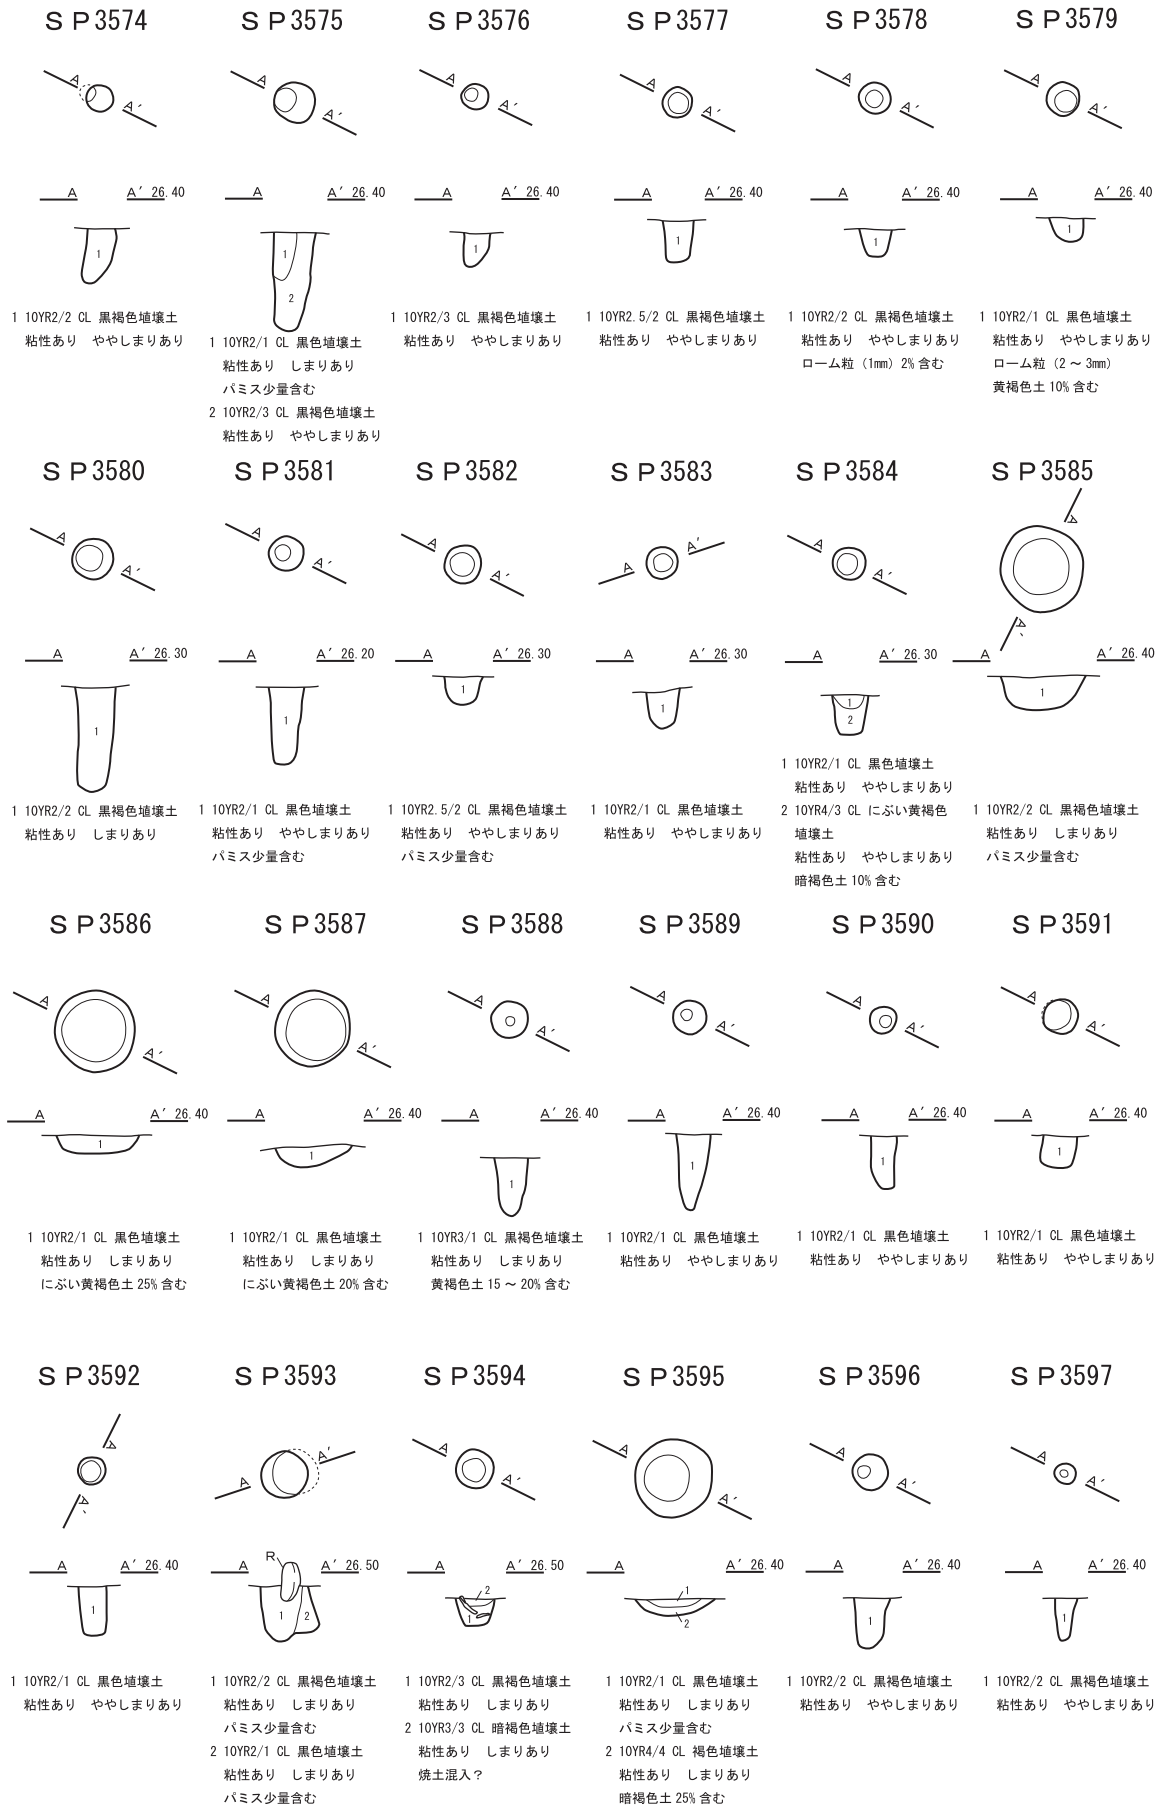 ＳＰ3574
A
A'
A
A' 26.40
1
1 10YR2/2 CL 黒褐色埴壌土
粘性あり　ややしまりあり
ＳＰ3575
A
A'
A
A' 26.40
1
2
1 10YR2/1 CL 黒色埴壌土
粘性あり　しまりあり
パミス少量含む
2 10YR2/3 CL 黒褐色埴壌土
粘性あり　ややしまりあり
ＳＰ3576
A
A'
A
A' 26.40
1
1 10YR2/3 CL 黒褐色埴壌土
粘性あり　ややしまりあり
ＳＰ3577
A
A'
A
A' 26.40
1
1 10YR2.5/2 CL 黒褐色埴壌土
粘性あり　ややしまりあり
ＳＰ3578
A
A'
A
A' 26.40
1
1 10YR2/2 CL 黒褐色埴壌土
粘性あり　ややしまりあり
ローム粒（1mm）2% 含む
ＳＰ3579
A
A'
A
A' 26.40
1
1 10YR2/1 CL 黒色埴壌土
粘性あり　ややしまりあり
ローム粒（2 ～ 3mm）
黄褐色土 10% 含む
ＳＰ3580
A
A'
A
A' 26.30
1
1 10YR2/2 CL 黒褐色埴壌土
粘性あり　しまりあり
ＳＰ3581
A
A'
A
A' 26.20
1
1 10YR2/1 CL 黒色埴壌土
粘性あり　ややしまりあり
パミス少量含む
ＳＰ3582
A
A'
A
A' 26.30
1
1 10YR2.5/2 CL 黒褐色埴壌土
粘性あり　ややしまりあり
パミス少量含む
ＳＰ3583
A
A'
A
A' 26.30
1
1 10YR2/1 CL 黒色埴壌土
粘性あり　ややしまりあり
ＳＰ3584
A
A'
A
A' 26.30
1
2
1 10YR2/1 CL 黒色埴壌土
粘性あり　ややしまりあり
2 10YR4/3 CL にぶい黄褐色
埴壌土
粘性あり　ややしまりあり
暗褐色土 10% 含む
ＳＰ3585
A
A'
A
A' 26.40
1
1 10YR2/2 CL 黒褐色埴壌土
粘性あり　しまりあり
パミス少量含む
ＳＰ3586
A
A'
A
A' 26.40
1
1 10YR2/1 CL 黒色埴壌土
粘性あり　しまりあり
にぶい黄褐色土 25% 含む
ＳＰ3587
A
A'
A
A' 26.40
1
1 10YR2/1 CL 黒色埴壌土
粘性あり　しまりあり
にぶい黄褐色土 20% 含む
ＳＰ3588
A
A'
A
A' 26.40
1
1 10YR3/1 CL 黒褐色埴壌土
粘性あり　しまりあり
黄褐色土 15 ～ 20% 含む
ＳＰ3589
A
A'
A
A' 26.40
1
1 10YR2/1 CL 黒色埴壌土
粘性あり　ややしまりあり
ＳＰ3590
A
A'
A
A' 26.40
1
1 10YR2/1 CL 黒色埴壌土
粘性あり　ややしまりあり
ＳＰ3591
A
A'
A
A' 26.40
1
1 10YR2/1 CL 黒色埴壌土
粘性あり　ややしまりあり
ＳＰ3592
A
A'
A
A' 26.40
1
1 10YR2/1 CL 黒色埴壌土
粘性あり　ややしまりあり
ＳＰ3593
A
A'
A
R
A' 26.50
1
2
1 10YR2/2 CL 黒褐色埴壌土
粘性あり　しまりあり
パミス少量含む
2 10YR2/1 CL 黒色埴壌土
粘性あり　しまりあり
パミス少量含む
ＳＰ3594
A
A'
A
A' 26.50
2
1
1 10YR2/3 CL 黒褐色埴壌土
粘性あり　しまりあり
2 10YR3/3 CL 暗褐色埴壌土
粘性あり　しまりあり
焼土混入？
ＳＰ3595
A
A'
A
A' 26.40
1
2
1 10YR2/1 CL 黒色埴壌土
粘性あり　しまりあり
パミス少量含む
2 10YR4/4 CL 褐色埴壌土
粘性あり　しまりあり
暗褐色土 25% 含む
ＳＰ3596
A
A'
A
A' 26.40
1
1 10YR2/2 CL 黒褐色埴壌土
粘性あり　ややしまりあり
ＳＰ3597
A
A'
A
A' 26.40
1
1 10YR2/2 CL 黒褐色埴壌土
粘性あり　ややしまりあり